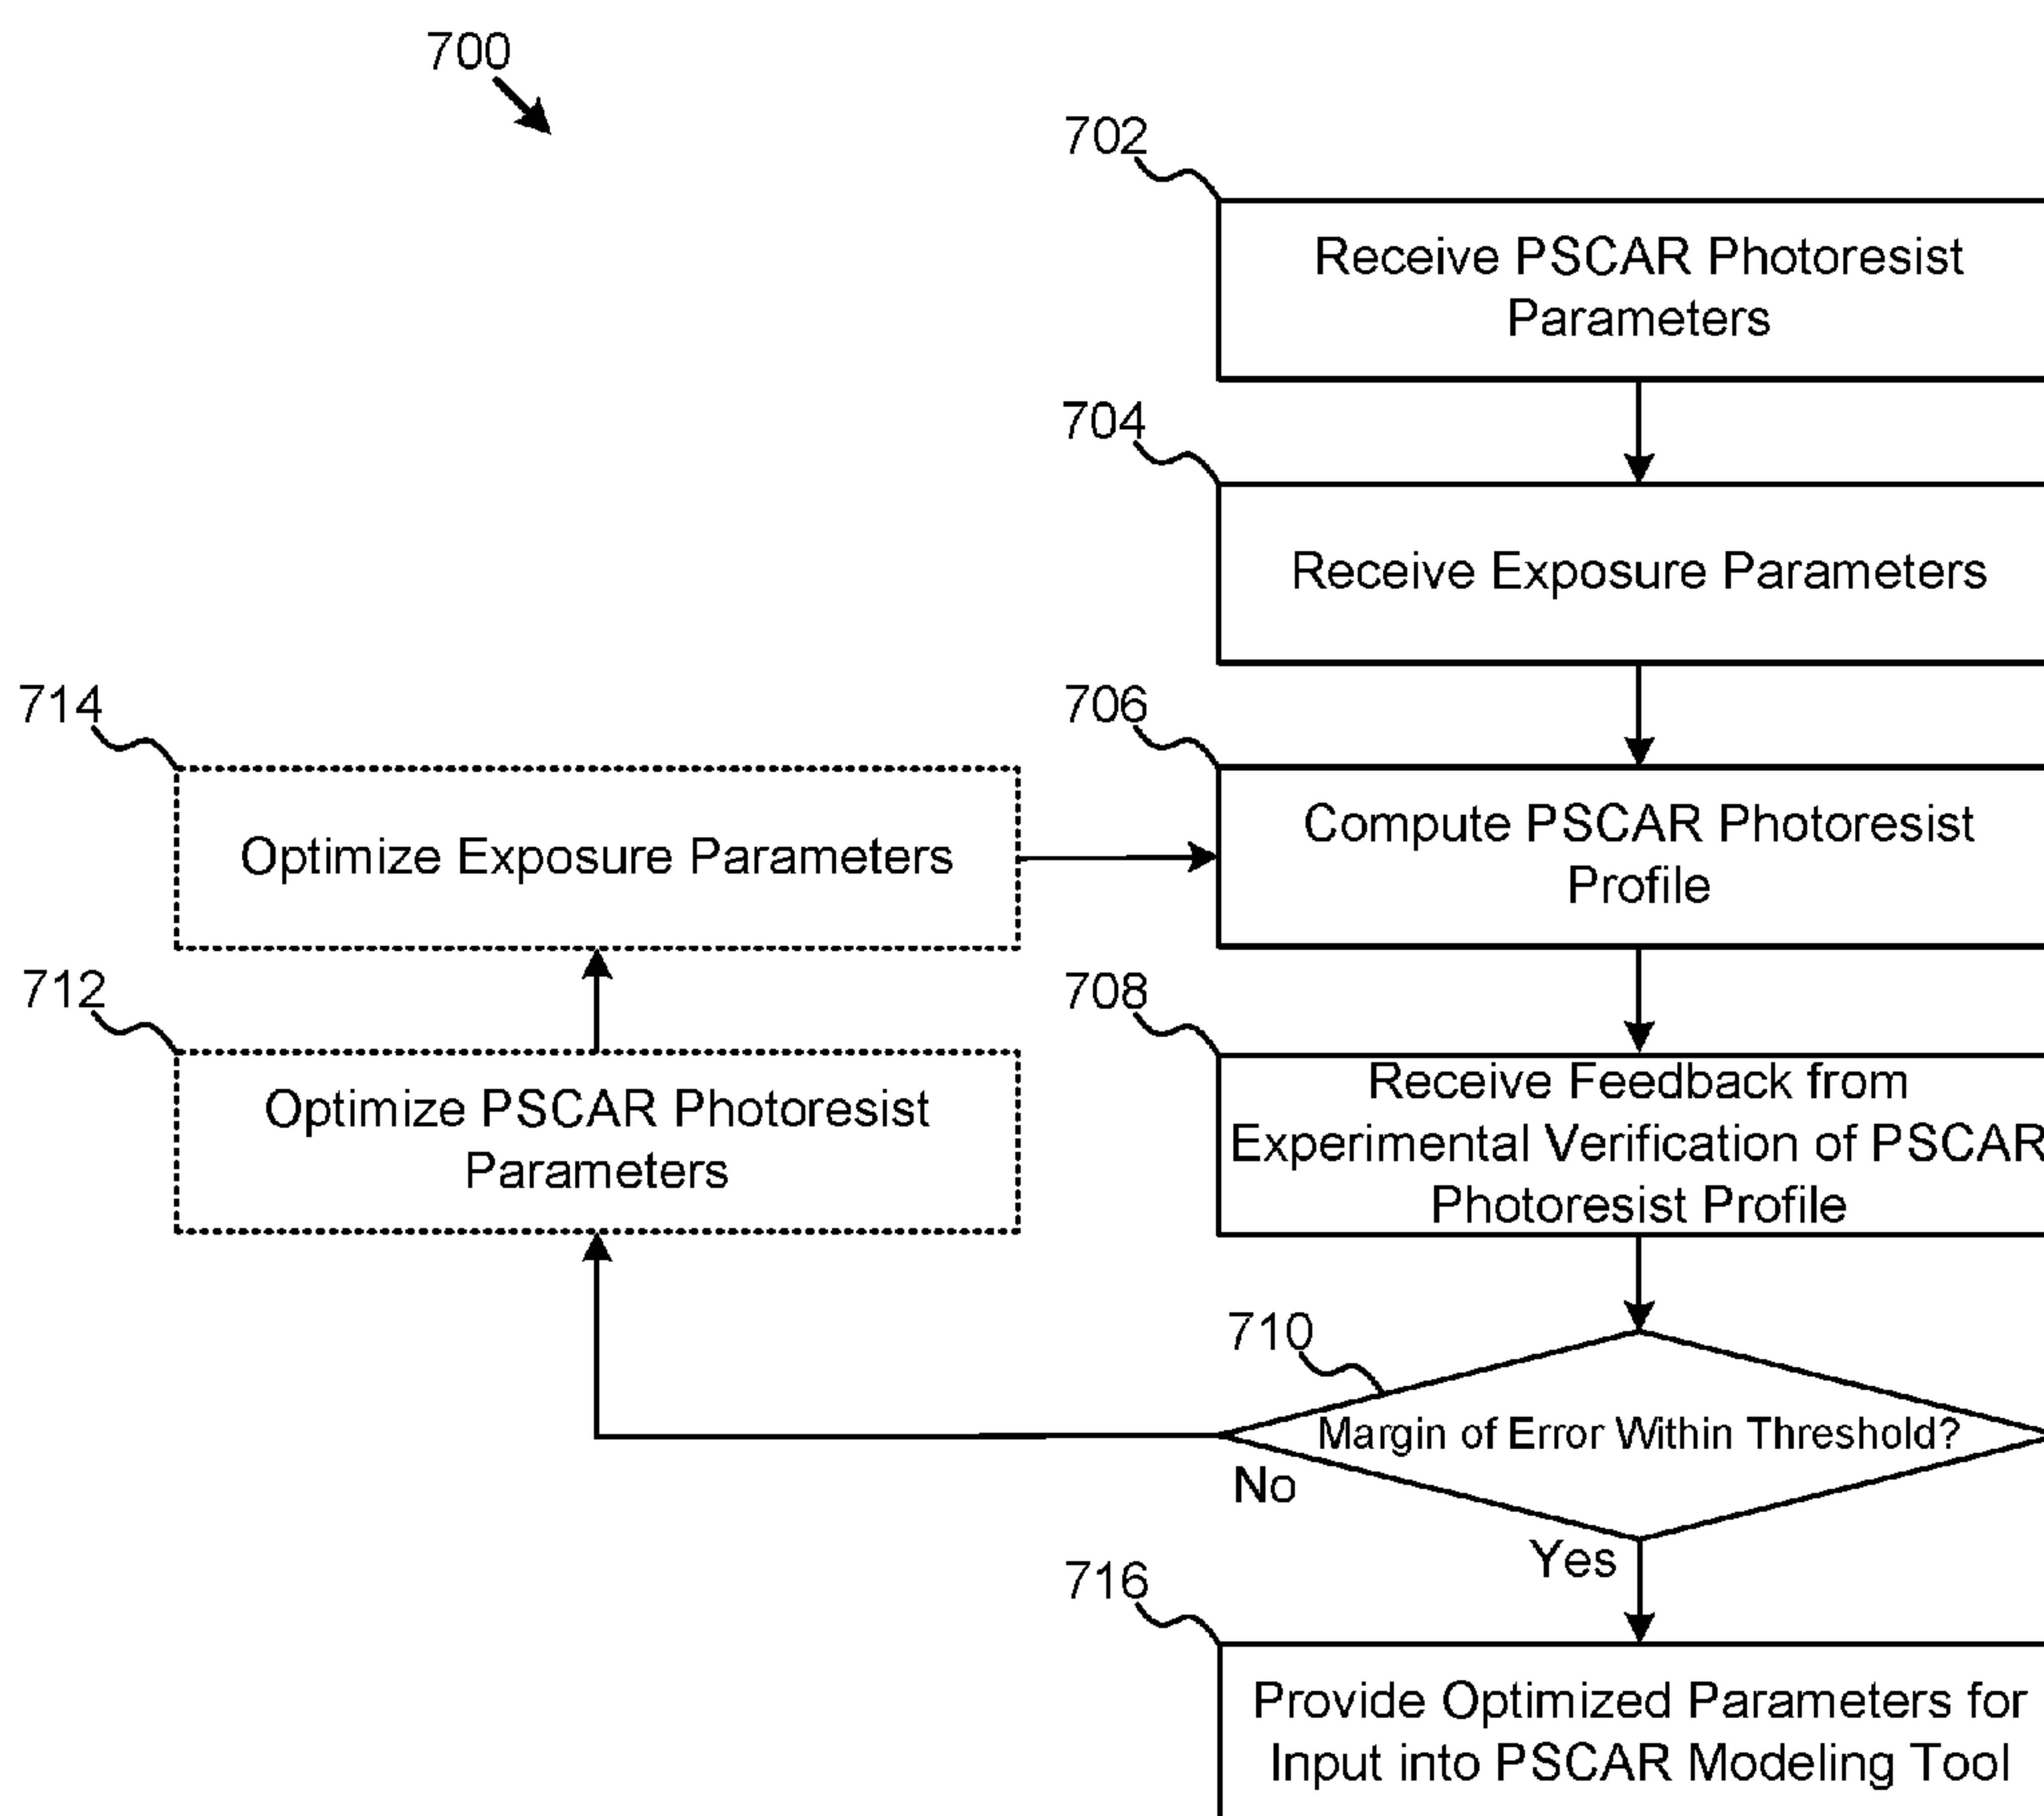 700
702
Receive PSCAR Photoresist
Parameters
704
Receive Exposure Parameters
706
Compute PSCAR Photoresist
Profile
714
Optimize Exposure Parameters
712
Optimize PSCAR Photoresist
Parameters
708
Receive Feedback from
Experimental Verification of PSCAR
Photoresist Profile
710
Margin of Error Within Threshold?
No
Yes
716
Provide Optimized Parameters for
Input into PSCAR Modeling Tool